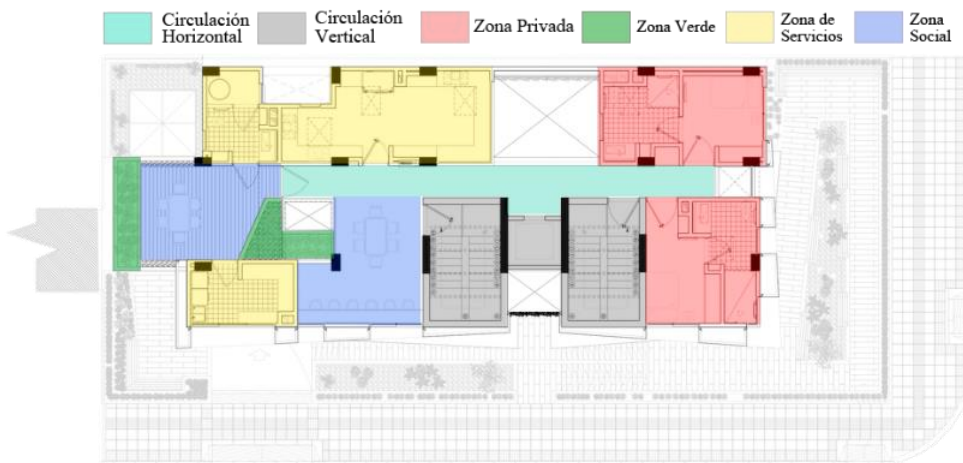 Circulación
Horizontal
Circulación
Vertical
Zona Privada
Zona Verde
Zona de
Servicios
Zona
Social